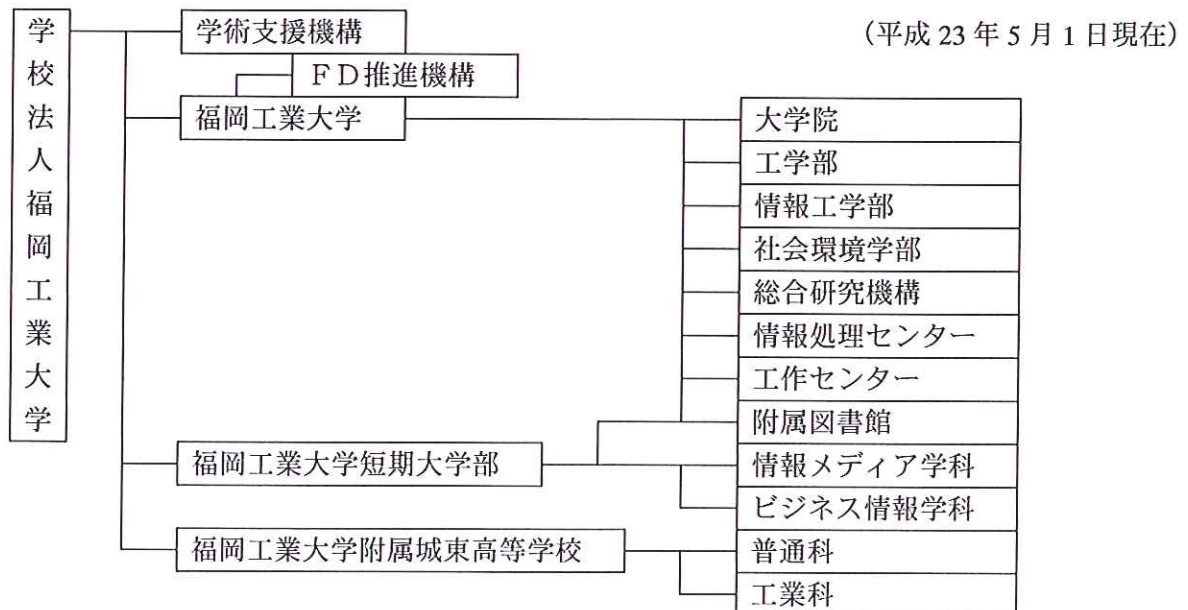 学校法人福岡工業大学
(平成 23 年 5 月 1 日現在)
学術支援機構
FD推進機構
福岡工業大学
大学院
工学部
情報工学部
社会環境学部
総合研究機構
情報処理センター
工作センター
附属図書館
福岡工業大学短期大学部
情報メディア学科
ビジネス情報学科
福岡工業大学附属城東高等学校
普通科
工業科